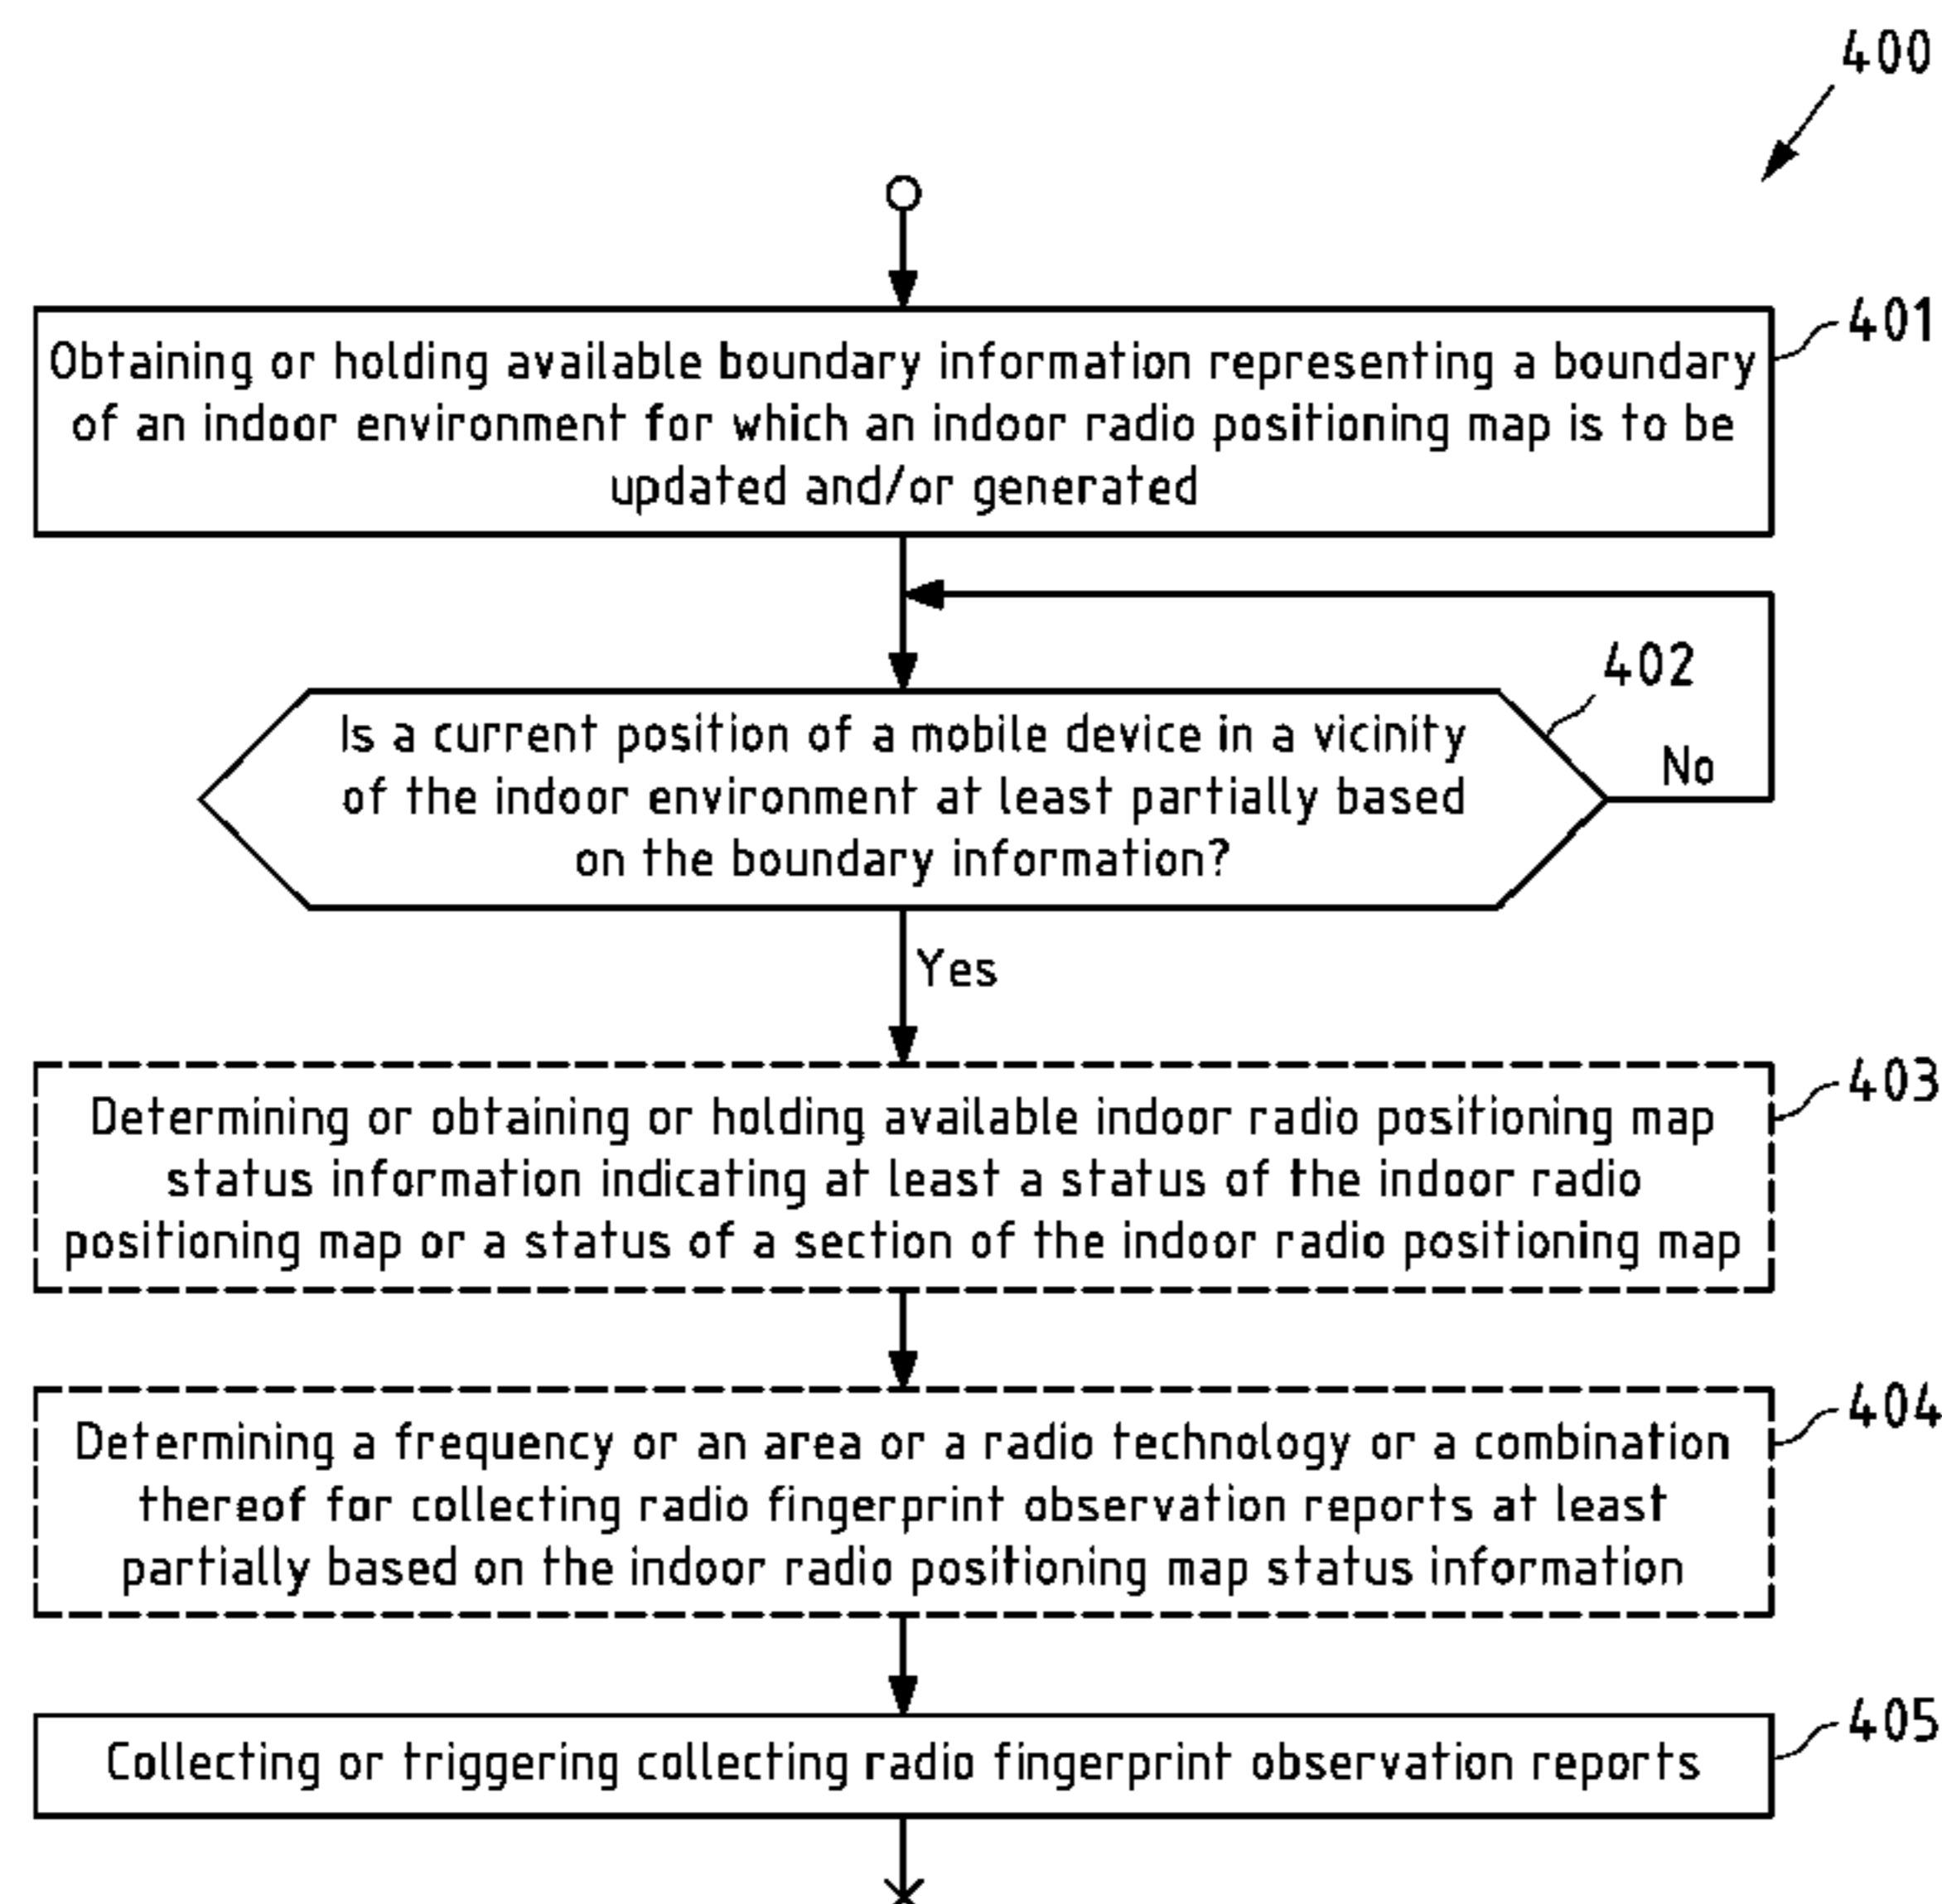 400
401
Obtaining or holding available boundary information representing a boundary
of an indoor environment for which an indoor radio positioning map is to be
updated and/or generated
402
Is a current position of a mobile device in a vicinity
of the indoor environment at least partially based
on the boundary information?
No
Yes
403
Determining or obtaining or holding available indoor radio positioning map
status information indicating at least a status of the indoor radio
positioning map or a status of a section of the indoor radio positioning map
404
Determining a frequency or an area or a radio technology or a combination
thereof for collecting radio fingerprint observation reports at least
partially based on the indoor radio positioning map status information
405
Collecting or triggering collecting radio fingerprint observation reports